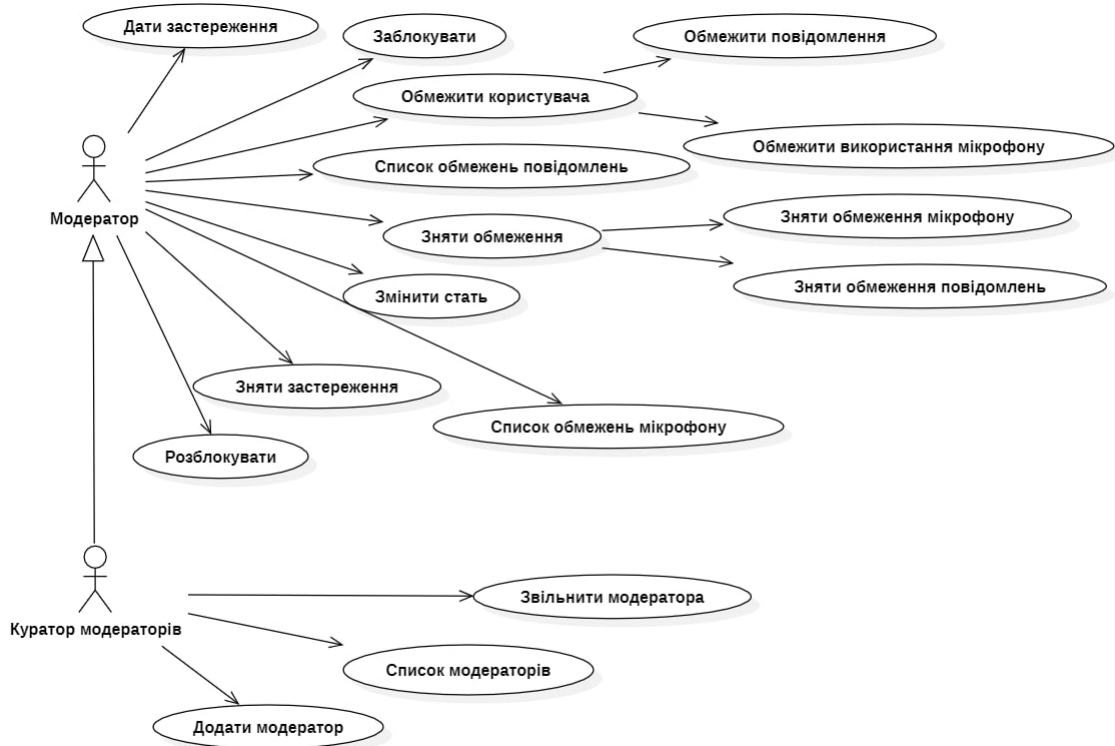 Дати застереження
Заблокувати
Обмежити повідомлення
Обмежити користувача
Обмежити використання мікрофону
Список обмежень повідомлень
Модератор
Зняти обмеження мікрофону
Зняти обмеження
Зняти обмеження повідомлень
Змінити стать
Зняти застереження
Список обмежень мікрофону
Розблокувати
Звільнити модератора
Куратор модераторів
Список модераторів
Додати модератор